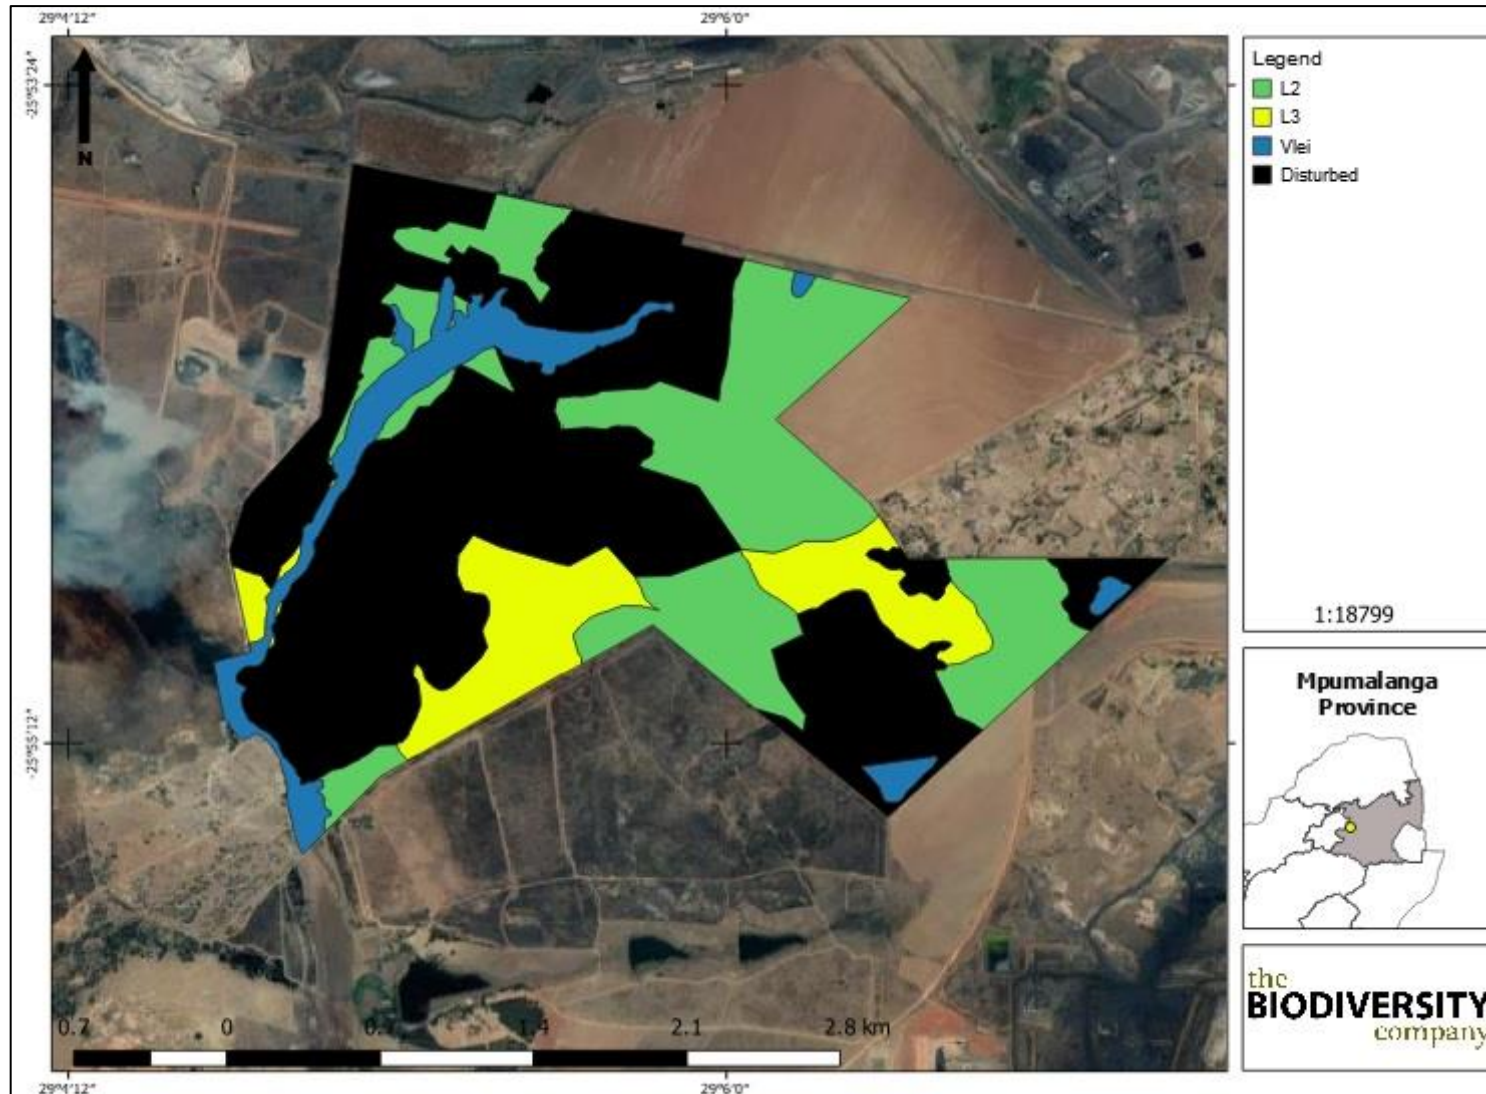 29°4'12"
29°6'0"
-25°53'24"
-25°55'12"
N
0.7 0 0.7 1.4 2.1 2.8 km
29°4'12"
29°6'0"
Legend
L2
L3
Vlei
Disturbed
1:18799
Mpumalanga
Province
the
BIODIVERSITY
company